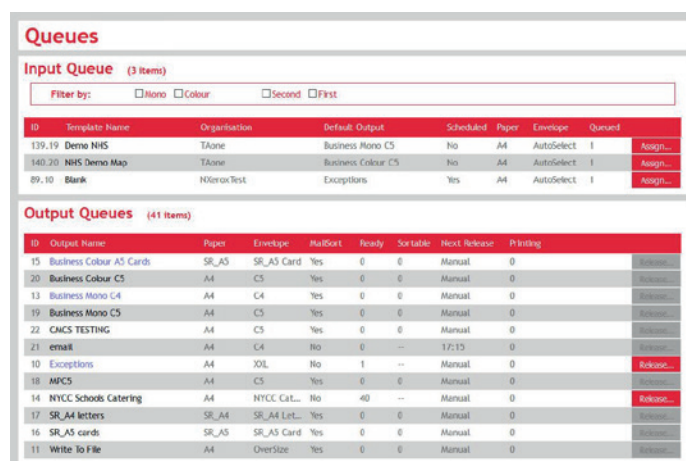 Queues
Input Queue (3 items)
Filter by: Mono Colour Second First
ID Template Name Organisation Default Output Scheduled Paper Envelope Queued
139.19 Demo NHS TAone Business Mono C5 No A4 AutoSelect 1 Assign...
140.20 NHS Demo Map TAone Business Colour C5 No A4 AutoSelect 1 Assign...
89.10 Blank NXeroxTest Exceptions Yes A4 AutoSelect 1 Assign...
Output Queues (41 items)
ID Output Name Paper Envelope MailSort Ready Sortable Next Release Printing
15 Business Colour A5 Cards SR_A5 SR_A5 Card Yes 0 0 Manual 0 Release...
20 Business Colour C5 A4 C5 Yes 0 0 Manual 0 Release...
13 Business Mono C4 A4 C4 Yes 0 0 Manual 0 Release...
19 Business Mono C5 A4 C5 Yes 0 0 Manual 0 Release...
22 CMCS TESTING A4 C5 Yes 0 0 Manual 0 Release...
21 email A4 C4 No 0 -- 17:15 0 Release...
10 Exceptions A4 XXL No 1 -- Manual 0 Release...
18 MPC5 A4 C5 Yes 0 0 Manual 0 Release...
14 NYCC Schools Catering A4 NYCC Cat... No 40 -- Manual 0 Release...
17 SR_A4 letters SR_A4 SR_A4 Let... Yes 0 0 Manual 0 Release...
16 SR_A5 cards SR_A5 SR_A5 Card Yes 0 0 Manual 0 Release...
11 Write To File A4 OverSize Yes 0 0 Manual 0 Release...